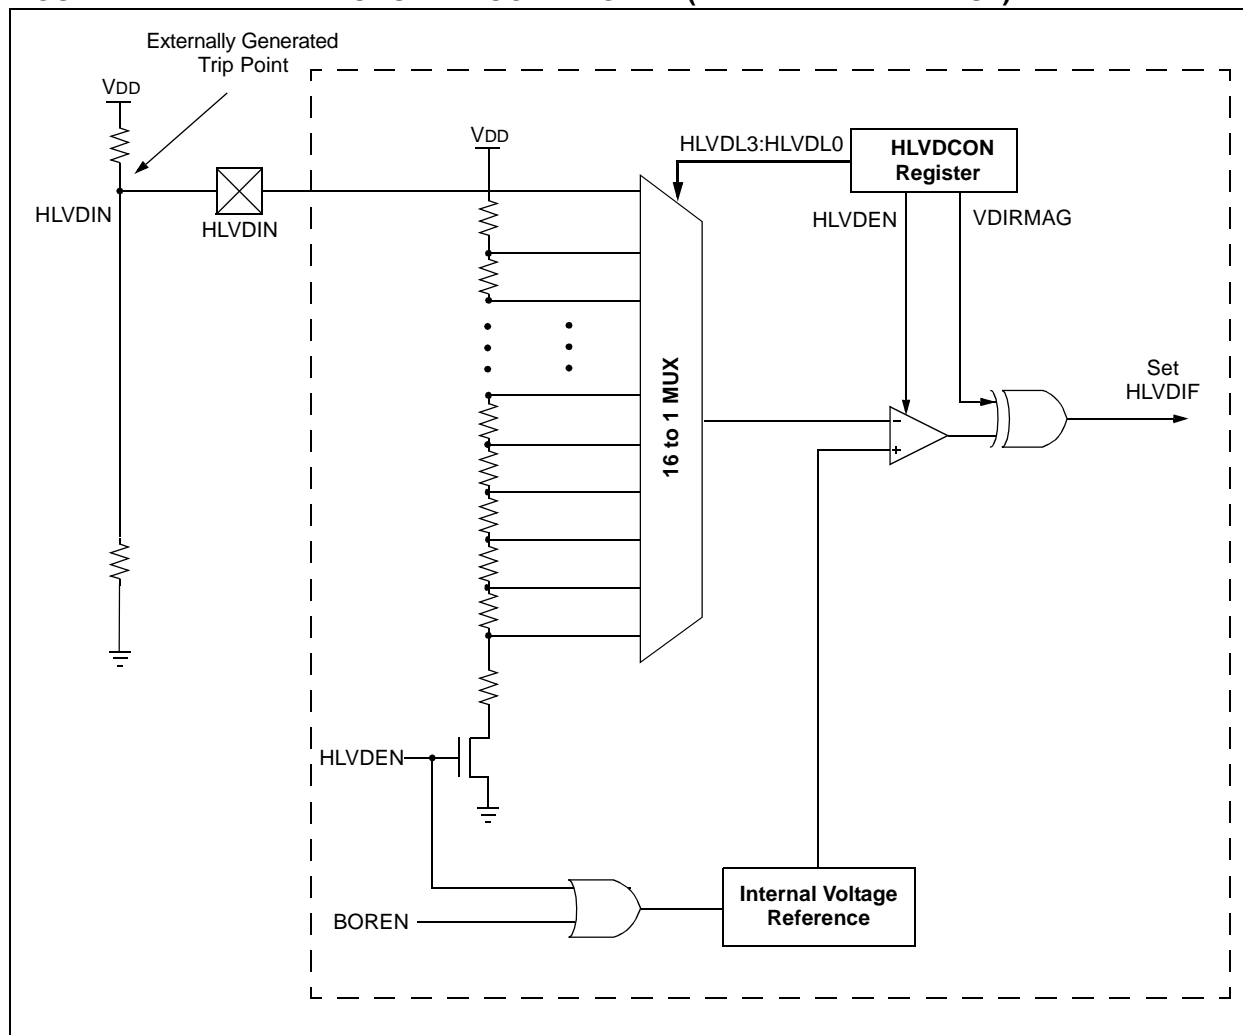 Externally Generated
Trip Point
VDD
VDD
HLVDL3:HLVDL0
HLVDCON
Register
HLVDIN
HLVDIN
HLVDEN
VDIRMAG
16 to 1 MUX
–
+
Set
HLVDIF
HLVDEN
BOREN
Internal Voltage
Reference